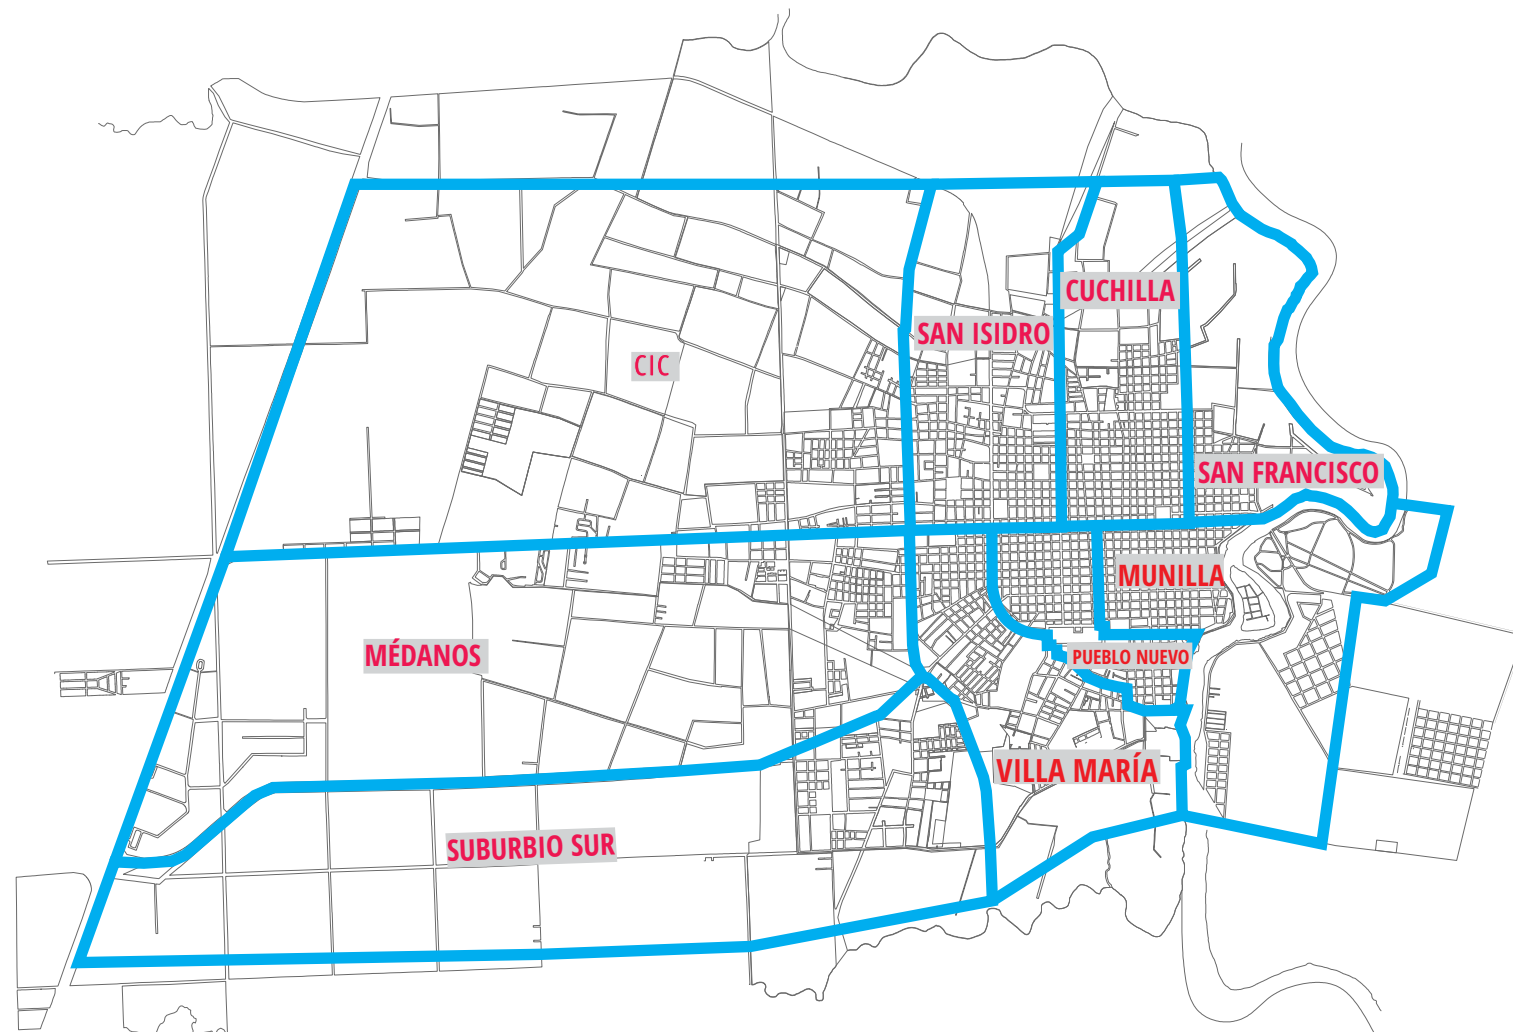 CUCHILLA
SAN ISIDRO
CIC
SAN FRANCISCO
MUNILLA
MÉDANOS
PUEBLO NUEVO
VILLA MARÍA
SUBURBIO SUR